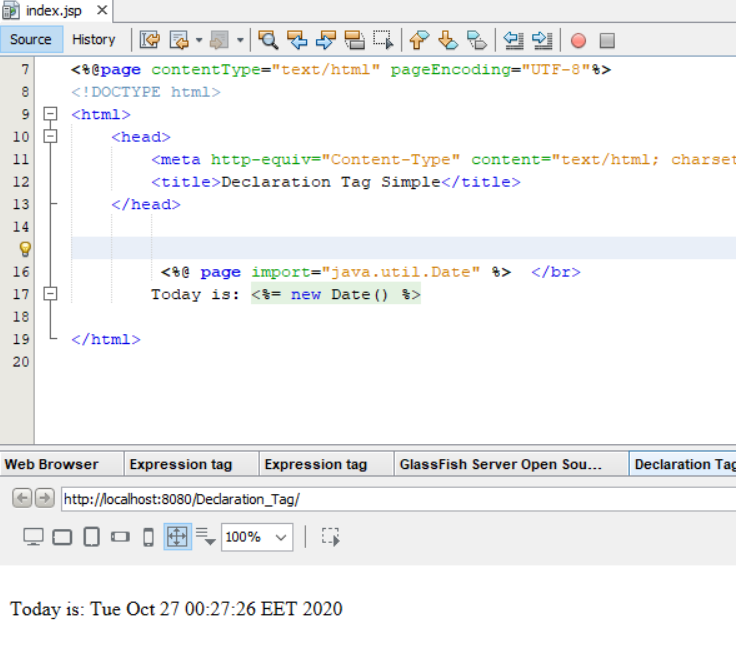 index.jsp
Source History
7 <%@page contentType="text/html" pageEncoding="UTF-8"%>
8 <!DOCTYPE html>
9 <html>
10 <head>
11 <meta http-equiv="Content-Type" content="text/html; charset
12 <title>Declaration Tag Simple</title>
13 </head>
14
16 <%@ page import="java.util.Date" %> </br>
17 Today is: <%= new Date() %>
18
19 </html>
20
Web Browser Expression tag Expression tag GlassFish Server Open Sou... Declaration Tag
http://localhost:8080/Declaration_Tag/
100%
Today is: Tue Oct 27 00:27:26 EET 2020